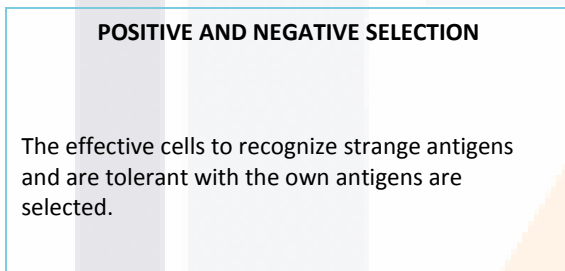 POSITIVE AND NEGATIVE SELECTION
The effective cells to recognize strange antigens
and are tolerant with the own antigens are
selected.